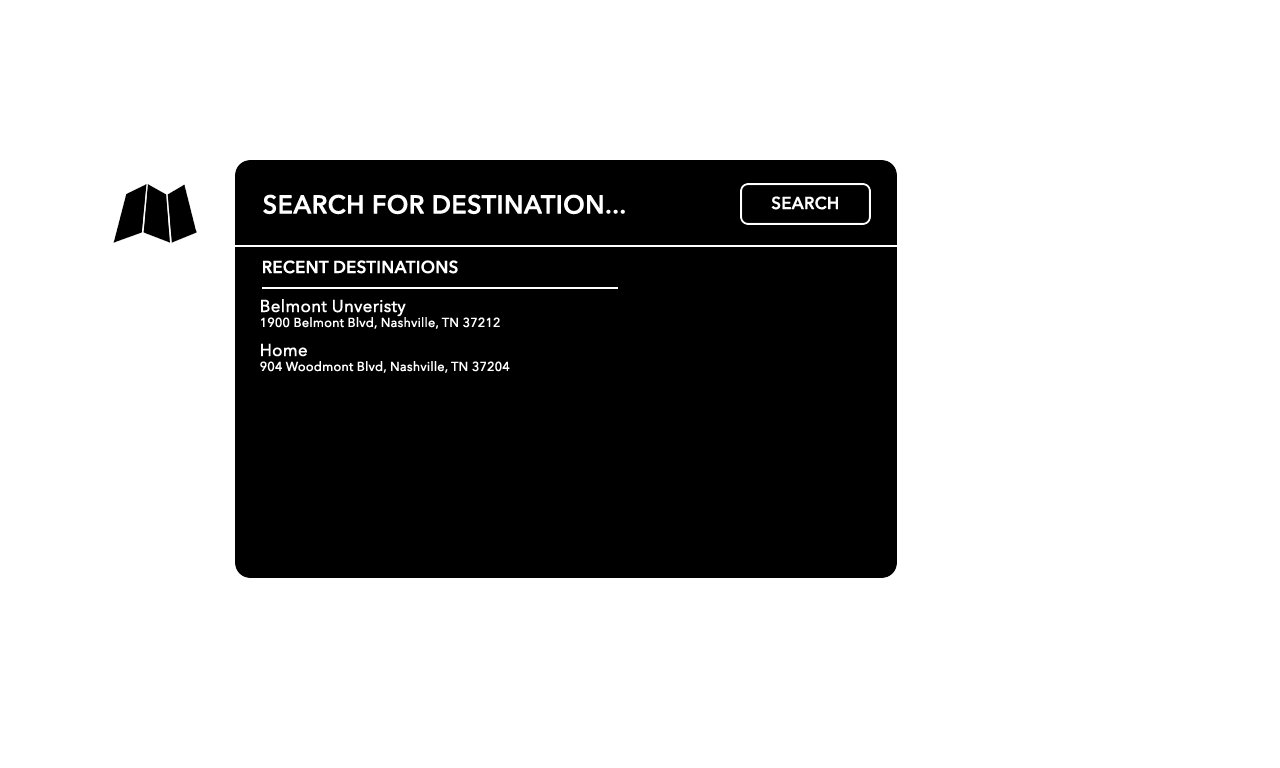 SEARCH FOR DESTINATION...
SEARCH
RECENT DESTINATIONS
Belmont Unveristy
1900 Belmont Blvd, Nashville, TN 37212
Home
904 Woodmont Blvd, Nashville, TN 37204